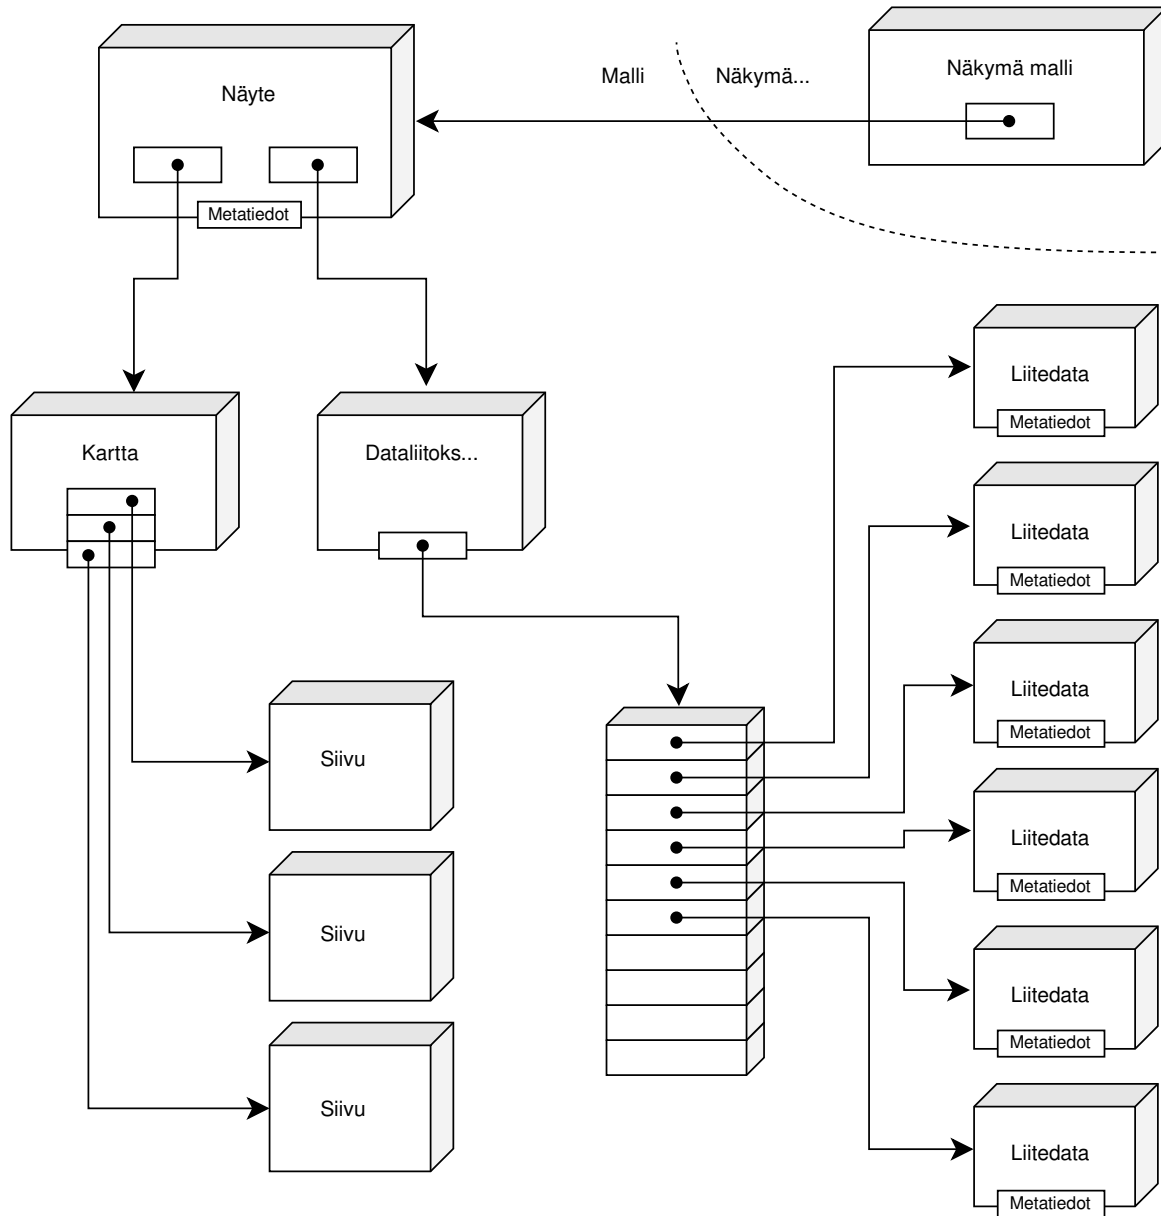 Näyte
Metatiedot
Malli
Näkymä...
Näkymä malli
Kartta
Dataliitoks...
Siivu
Siivu
Siivu
Liitedata
Metatiedot
Liitedata
Metatiedot
Liitedata
Metatiedot
Liitedata
Metatiedot
Liitedata
Metatiedot
Liitedata
Metatiedot